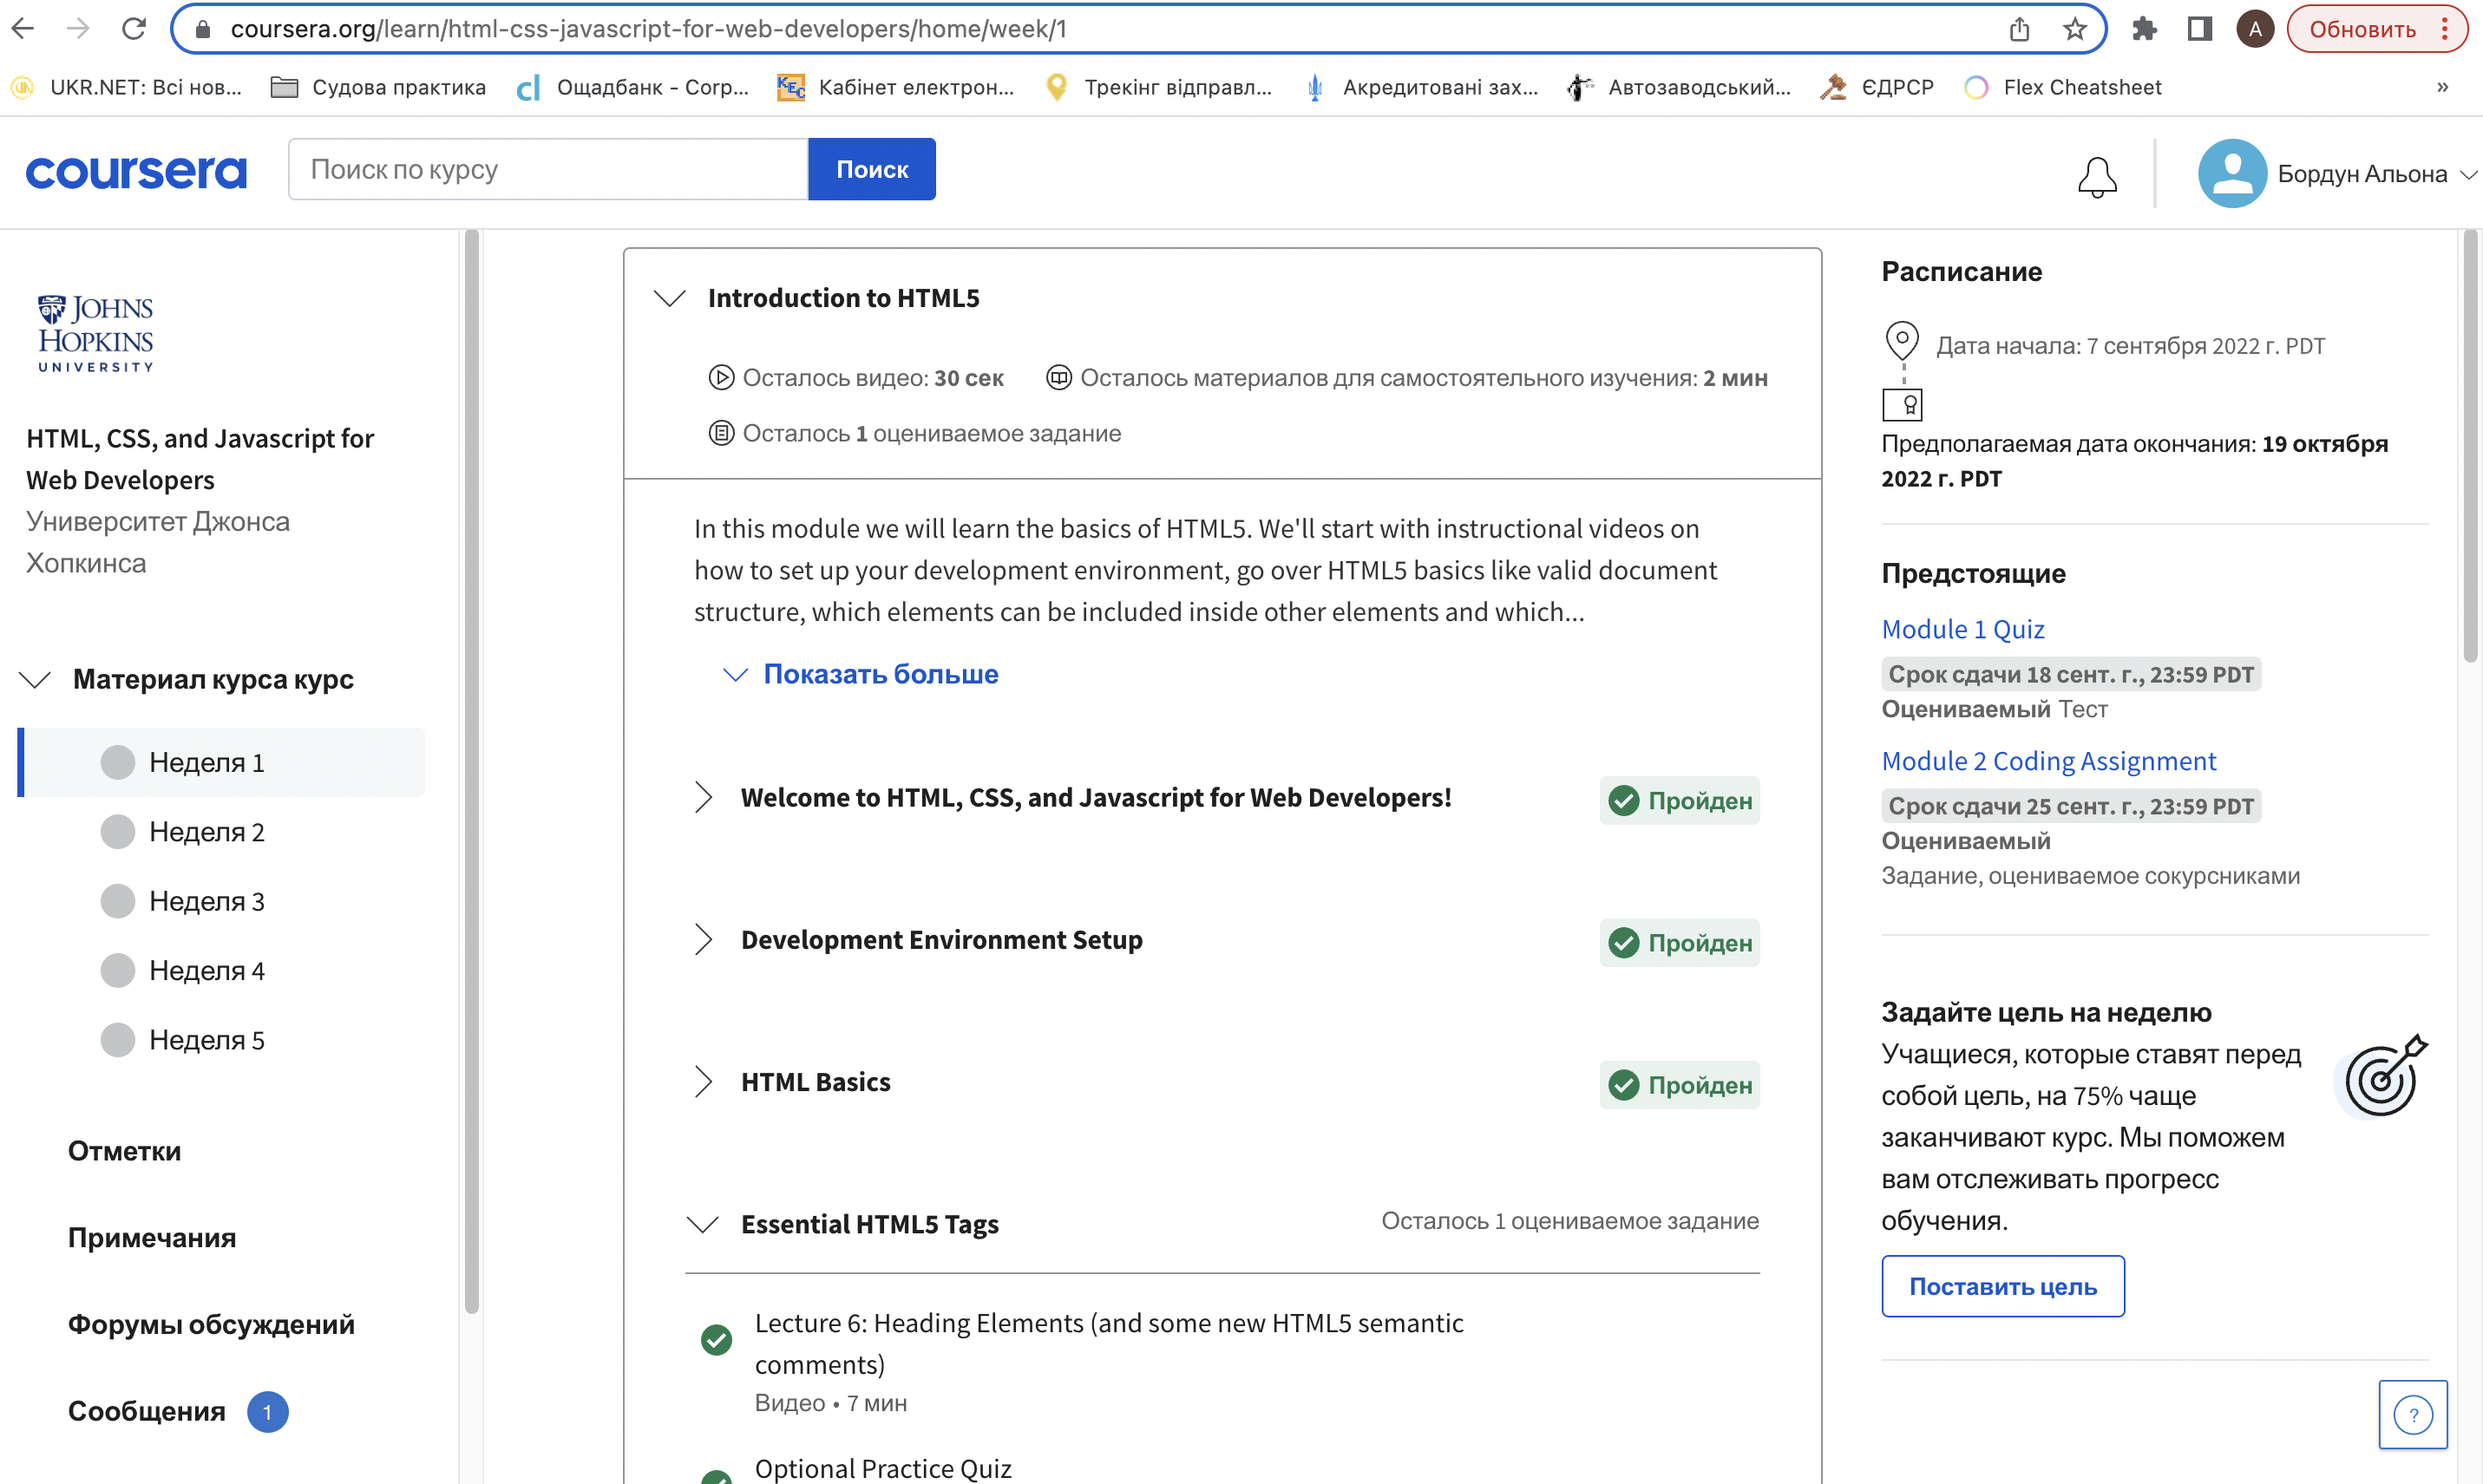 coursera.org/learn/html-css-javascript-for-web-developers/home/week/1
A
Обновить
UKR.NET: Всі нов...
Судова практика
Ощадбанк - Corp...
Кабінет електрон...
Трекінг відправл...
Акредитовані зах...
Автозаводський...
ЄДРСР
Flex Cheatsheet
»
coursera
Поиск по курсу
Поиск
Бордун Альона
JOHNS
HOPKINS
UNIVERSITY
HTML, CSS, and Javascript for
Web Developers
Университет Джонса
Хопкинса
Материал курса курс
Неделя 1
Неделя 2
Неделя 3
Неделя 4
Неделя 5
Отметки
Примечания
Форумы обсуждений
Сообщения 1
Introduction to HTML5
Осталось видео: 30 сек
Осталось материалов для самостоятельного изучения: 2 мин
Осталось 1 оцениваемое задание
In this module we will learn the basics of HTML5. We'll start with instructional videos on
how to set up your development environment, go over HTML5 basics like valid document
structure, which elements can be included inside other elements and which...
Показать больше
Welcome to HTML, CSS, and Javascript for Web Developers!
Пройден
Development Environment Setup
Пройден
HTML Basics
Пройден
Essential HTML5 Tags
Осталось 1 оцениваемое задание
Lecture 6: Heading Elements (and some new HTML5 semantic
comments)
Видео • 7 мин
Optional Practice Quiz
Расписание
Дата начала: 7 сентября 2022 г. PDT
Предполагаемая дата окончания: 19 октября
2022 г. PDT
Предстоящие
Module 1 Quiz
Срок сдачи 18 сент. г., 23:59 PDT
Оцениваемый Тест
Module 2 Coding Assignment
Срок сдачи 25 сент. г., 23:59 PDT
Оцениваемый
Задание, оцениваемое сокурсниками
Задайте цель на неделю
Учащиеся, которые ставят перед
собой цель, на 75% чаще
заканчивают курс. Мы поможем
вам отслеживать прогресс
обучения.
Поставить цель
?